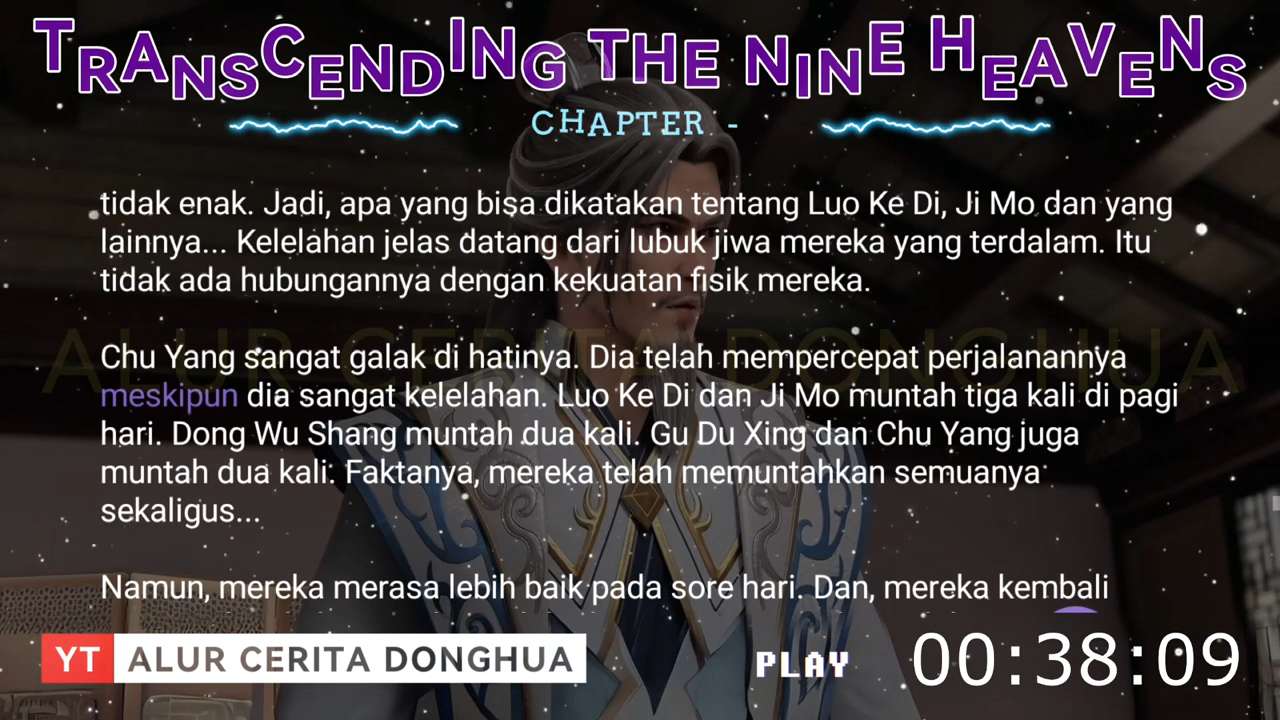 TRANSCENDING THE NINE HEAVENS
CHAPTER -
tidak enak. Jadi, apa yang bisa dikatakan tentang Luo Ke Di, Ji Mo dan yang
lainnya... Kelelahan jelas datang dari lubuk jiwa mereka yang terdalam. Itu
tidak ada hubungannya dengan kekuatan fisik mereka.
ALUR CERITA DONGHUA
Chu Yang sangat galak di hatinya. Dia telah mempercepat perjalanannya
meskipun dia sangat kelelahan. Luo Ke Di dan Ji Mo muntah tiga kali di pagi
hari. Dong Wu Shang muntah dua kali. Gu Du Xing dan Chu Yang juga
muntah dua kali. Faktanya, mereka telah memuntahkan semuanya
sekaligus...
Namun, mereka merasa lebih baik pada sore hari. Dan, mereka kembali
YT ALUR CERITA DONGHUA
PLAY 00:38:09